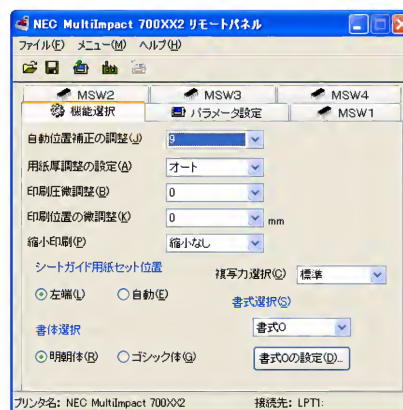 NEC MultiImpact 700XX2 リモートパネル
ファイル(F) メニュー(M) ヘルプ(H)
MSW2 MSW3 MSW4
機能選択 パラメータ設定 MSW1
自動位置補正の調整(J) 9
用紙厚調整の設定(A) オート
印刷圧微調整(B) 0
印刷位置の微調整(K) 0 mm
縮小印刷(P) 縮小なし
シートガイド用紙セット位置 複写力選択(C) 標準
左端(L) 自動(E) 書式選択(S)
書体選択 書式0
明朝体(R) ゴシック体(G) 書式0の設定(D)...
プリンタ名: NEC MultiImpact 700XX2 接続先: LPT1: